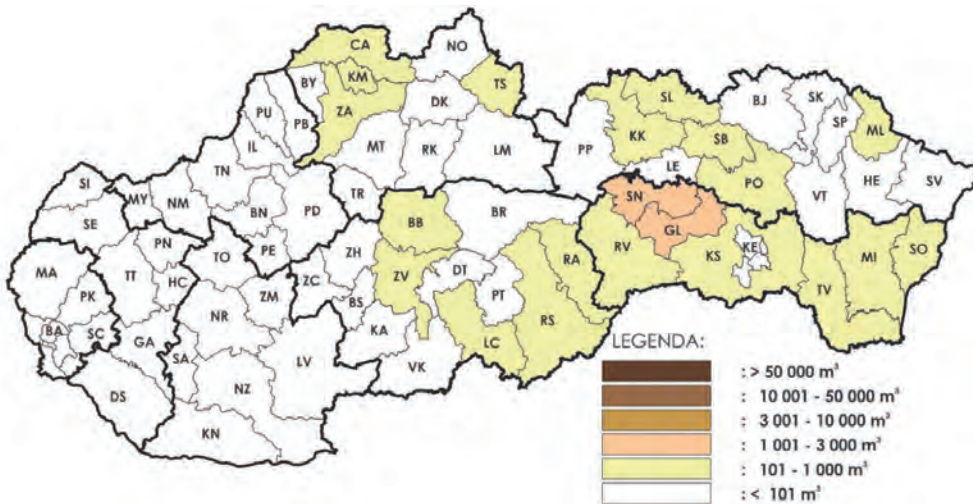 CA
NO
BY
KM
TS
ZA
DK
PU
PB
IL
MT
RK
LM
TN
TR
SI
MY
NM
BN
PD
SE
PE
PN
TO
MA
TT
HC
PK
BA
SC
GA
ZM
NR
SA
DS
NZ
LV
KN
ZH
ZC
BS
BB
BR
ZV
DT
PT
KA
VK
LC
RS
RA
PP
SL
KK
SB
LE
PO
BJ
SK
SP
ML
HE
SV
VT
SN
GL
RV
KS
KE
TV
MI
SO
LEGENDA:
: > 50 000 m³
: 10 001 - 50 000 m³
: 3 001 - 10 000 m³
: 1 001 - 3 000 m³
: 101 - 1 000 m³
: < 101 m³